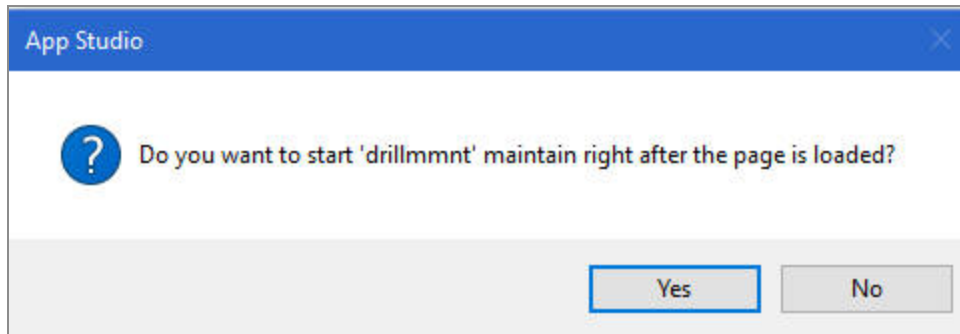 App Studio
?
Do you want to start 'drillmmnt' maintain right after the page is loaded?
Yes No